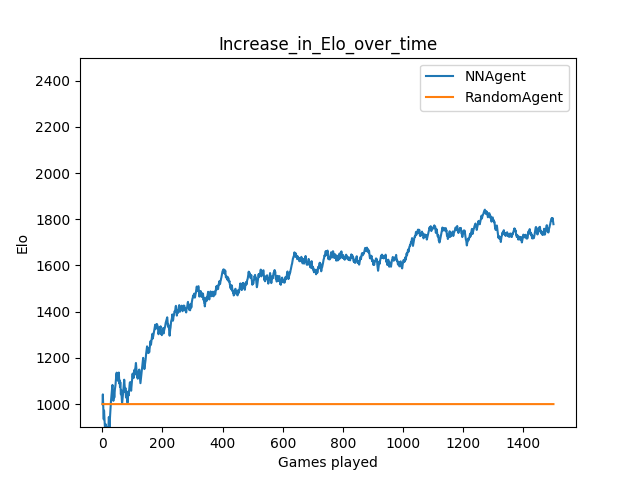 Increase_in_Elo_over_time
NNAgent
RandomAgent
2400
2200
2000
1800
1600
1400
1200
1000
Elo
0 200 400 600 800 1000 1200 1400
Games played